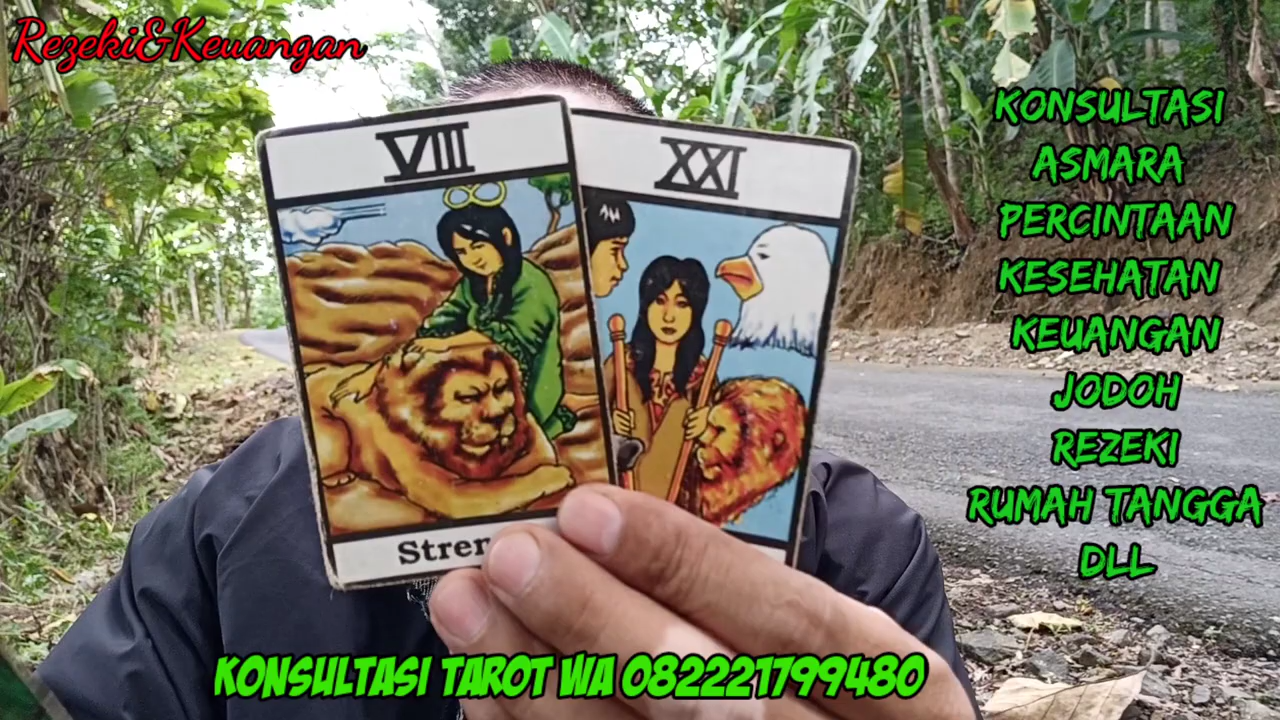 Rezeki&Keuangan
VIII
XXI
KONSULTASI
ASMARA
PERCINTAAN
KESEHATAN
KEUANGAN
JODOH
REZEKI
RUMAH TANGGA
DLL
KONSULTASI TAROT WA 082221799480